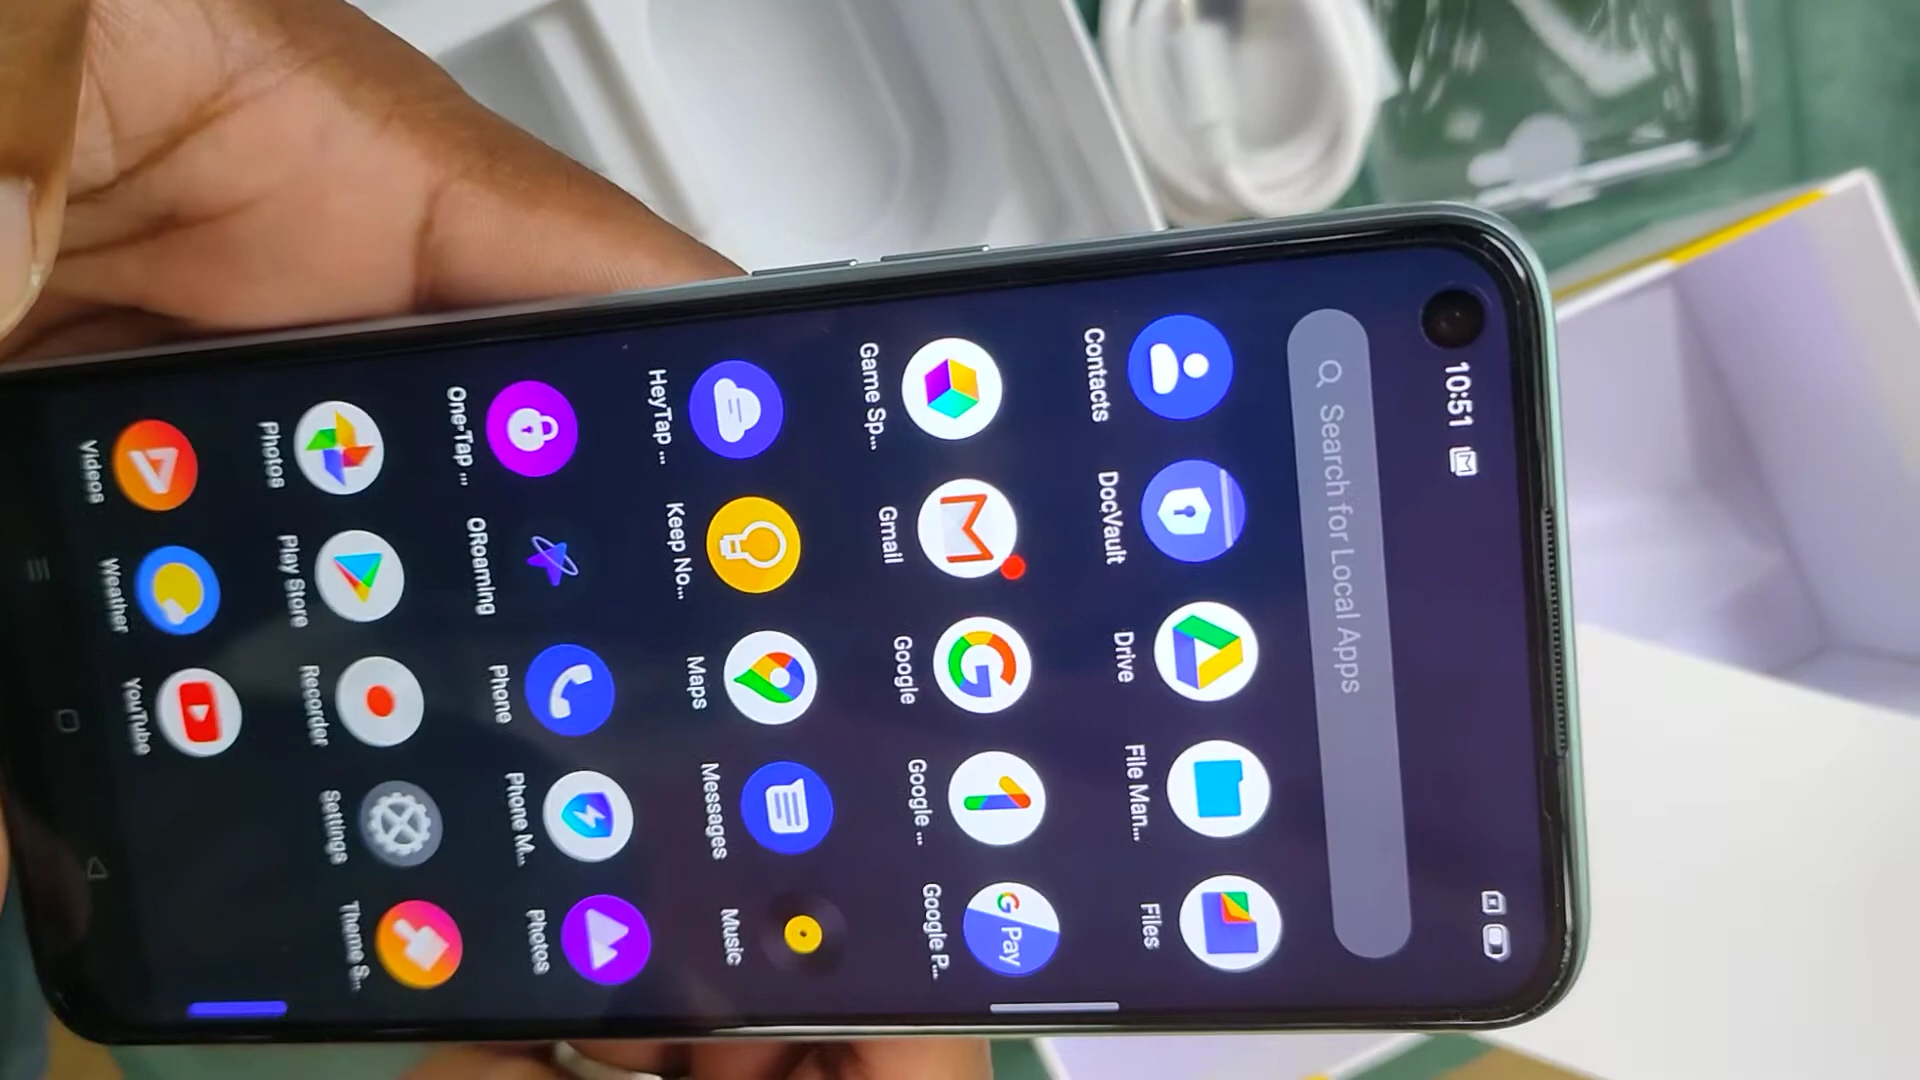 10:51
Search for Local Apps
Contacts DocVault Drive File Man... Files
Game Sp... Gmail Google Google ... Google P...
G Pay
HeyTap ... Keep No... Maps Messages Music
One-Tap ... ORoaming Phone Phone M... Photos
Photos Play Store Recorder Settings Theme S...
Videos Weather YouTube